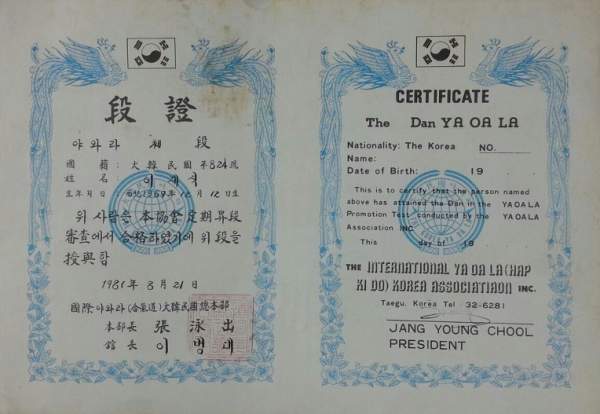 段證
야와라 初 段
國籍: 大韓民國 第824號
姓名 이재식
生年月日 西紀1969年 12月 12日生
위 사람은 本協會 定期昇段
審査에서 合格하였기에 위 段을
授與함
1981年 8月 21日
國際야와라(合氣道)大韓民國總本部
本部長 張泳出
館長 이명재
CERTIFICATE
The Dan YA OA LA
Nationality: The Korea NO.
Name:
Date of Birth: 19
This is to certify that the person named
above has attained the Dan in the YAOALA
Promotion Test conducted by the YAOALA
Association INC.
This day of 19
THE INTERNATIONAL YA OA LA (HAP
KI DO) KOREA ASSOCIATIAON INC.
Taegu, Korea Tel 32-6281
JANG YOUNG CHOOL
PRESIDENT